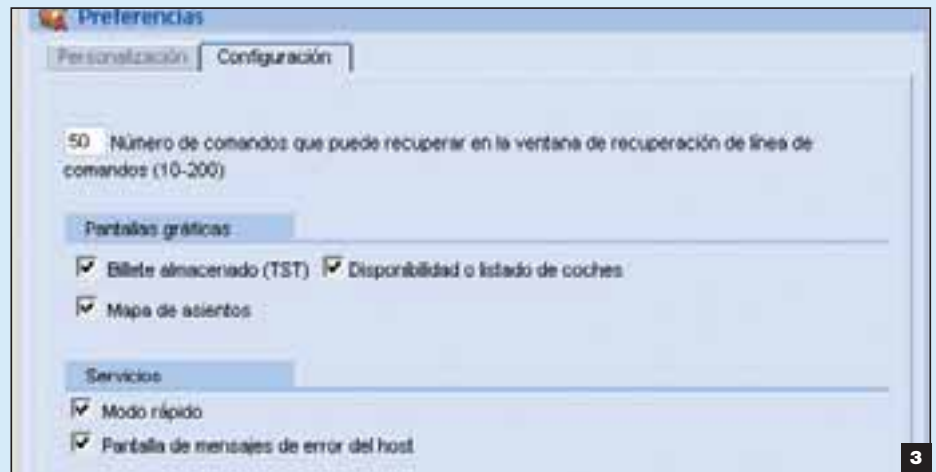 Preferencias
Personalización Configuración
50 Número de comandos que puede recuperar en la ventana de recuperación de línea de
comandos (10-200)
Pantallas gráficas
Billete almacenado (TST) Disponibilidad o listado de coches
Mapa de asientos
Servicios
Modo rápido
Pantalla de mensajes de error del host
3